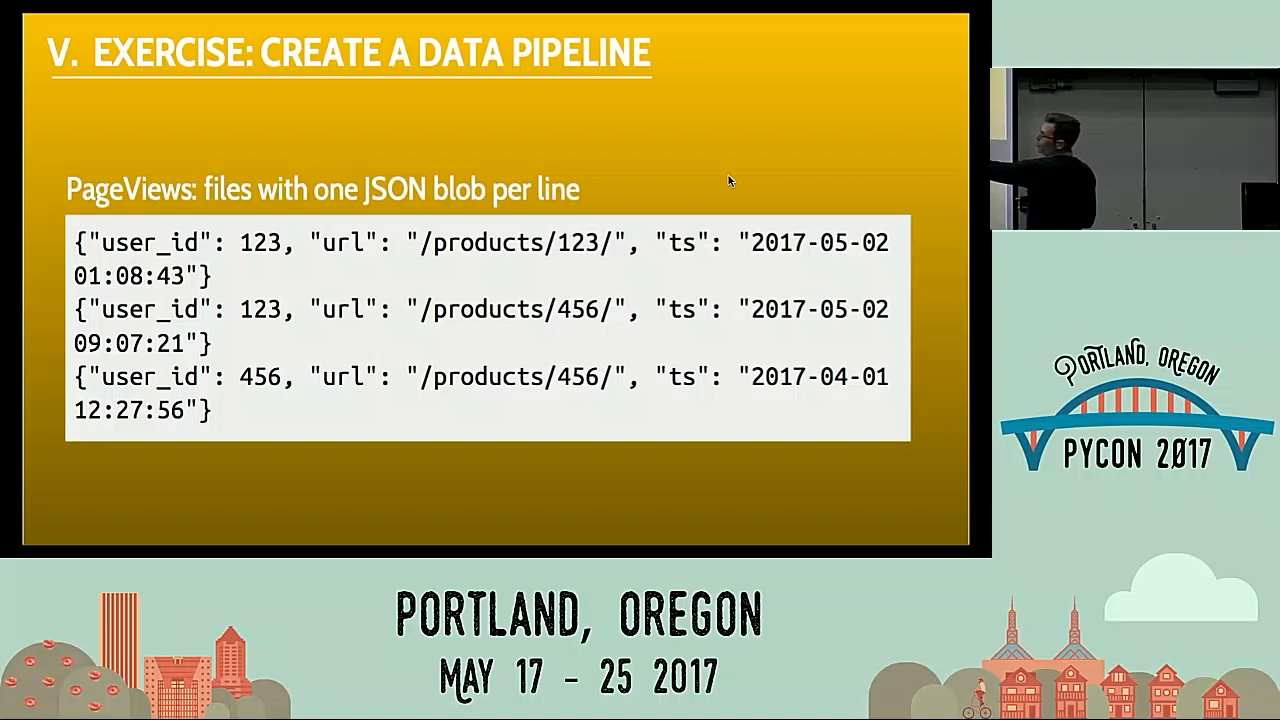 V. EXERCISE: CREATE A DATA PIPELINE
PageViews: files with one JSON blob per line
{"user_id": 123, "url": "/products/123/", "ts": "2017-05-02
01:08:43"}
{"user_id": 123, "url": "/products/456/", "ts": "2017-05-02
09:07:21"}
{"user_id": 456, "url": "/products/456/", "ts": "2017-04-01
12:27:56"}
PORTLAND, OREGON
PYCON 2017
PORTLAND, OREGON
MAY 17 - 25 2017